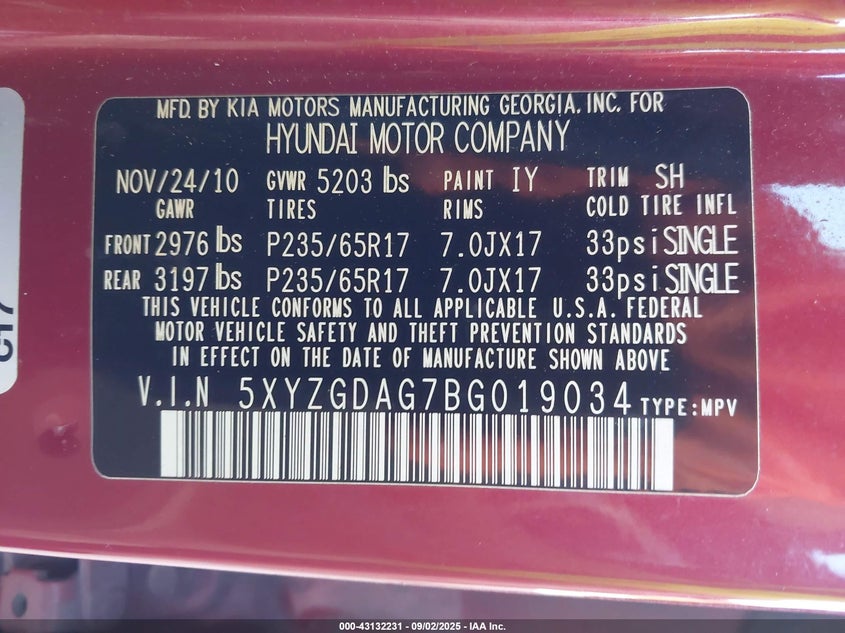 MFD. BY KIA MOTORS MANUFACTURING GEORGIA, INC. FOR
HYUNDAI MOTOR COMPANY
NOV/24/10 GVWR 5203 lbs PAINT IY TRIM SH
GAWR TIRES RIMS COLD TIRE INFL
FRONT 2976 lbs P235/65R17 7.0JX17 33psi SINGLE
REAR 3197 lbs P235/65R17 7.0JX17 33psi SINGLE
THIS VEHICLE CONFORMS TO ALL APPLICABLE U.S.A. FEDERAL
MOTOR VEHICLE SAFETY AND THEFT PREVENTION STANDARDS
IN EFFECT ON THE DATE OF MANUFACTURE SHOWN ABOVE
V.I.N 5XYZGDAG7BG019034 TYPE:MPV
000-43132231 - 09/02/2025 - IAA Inc.